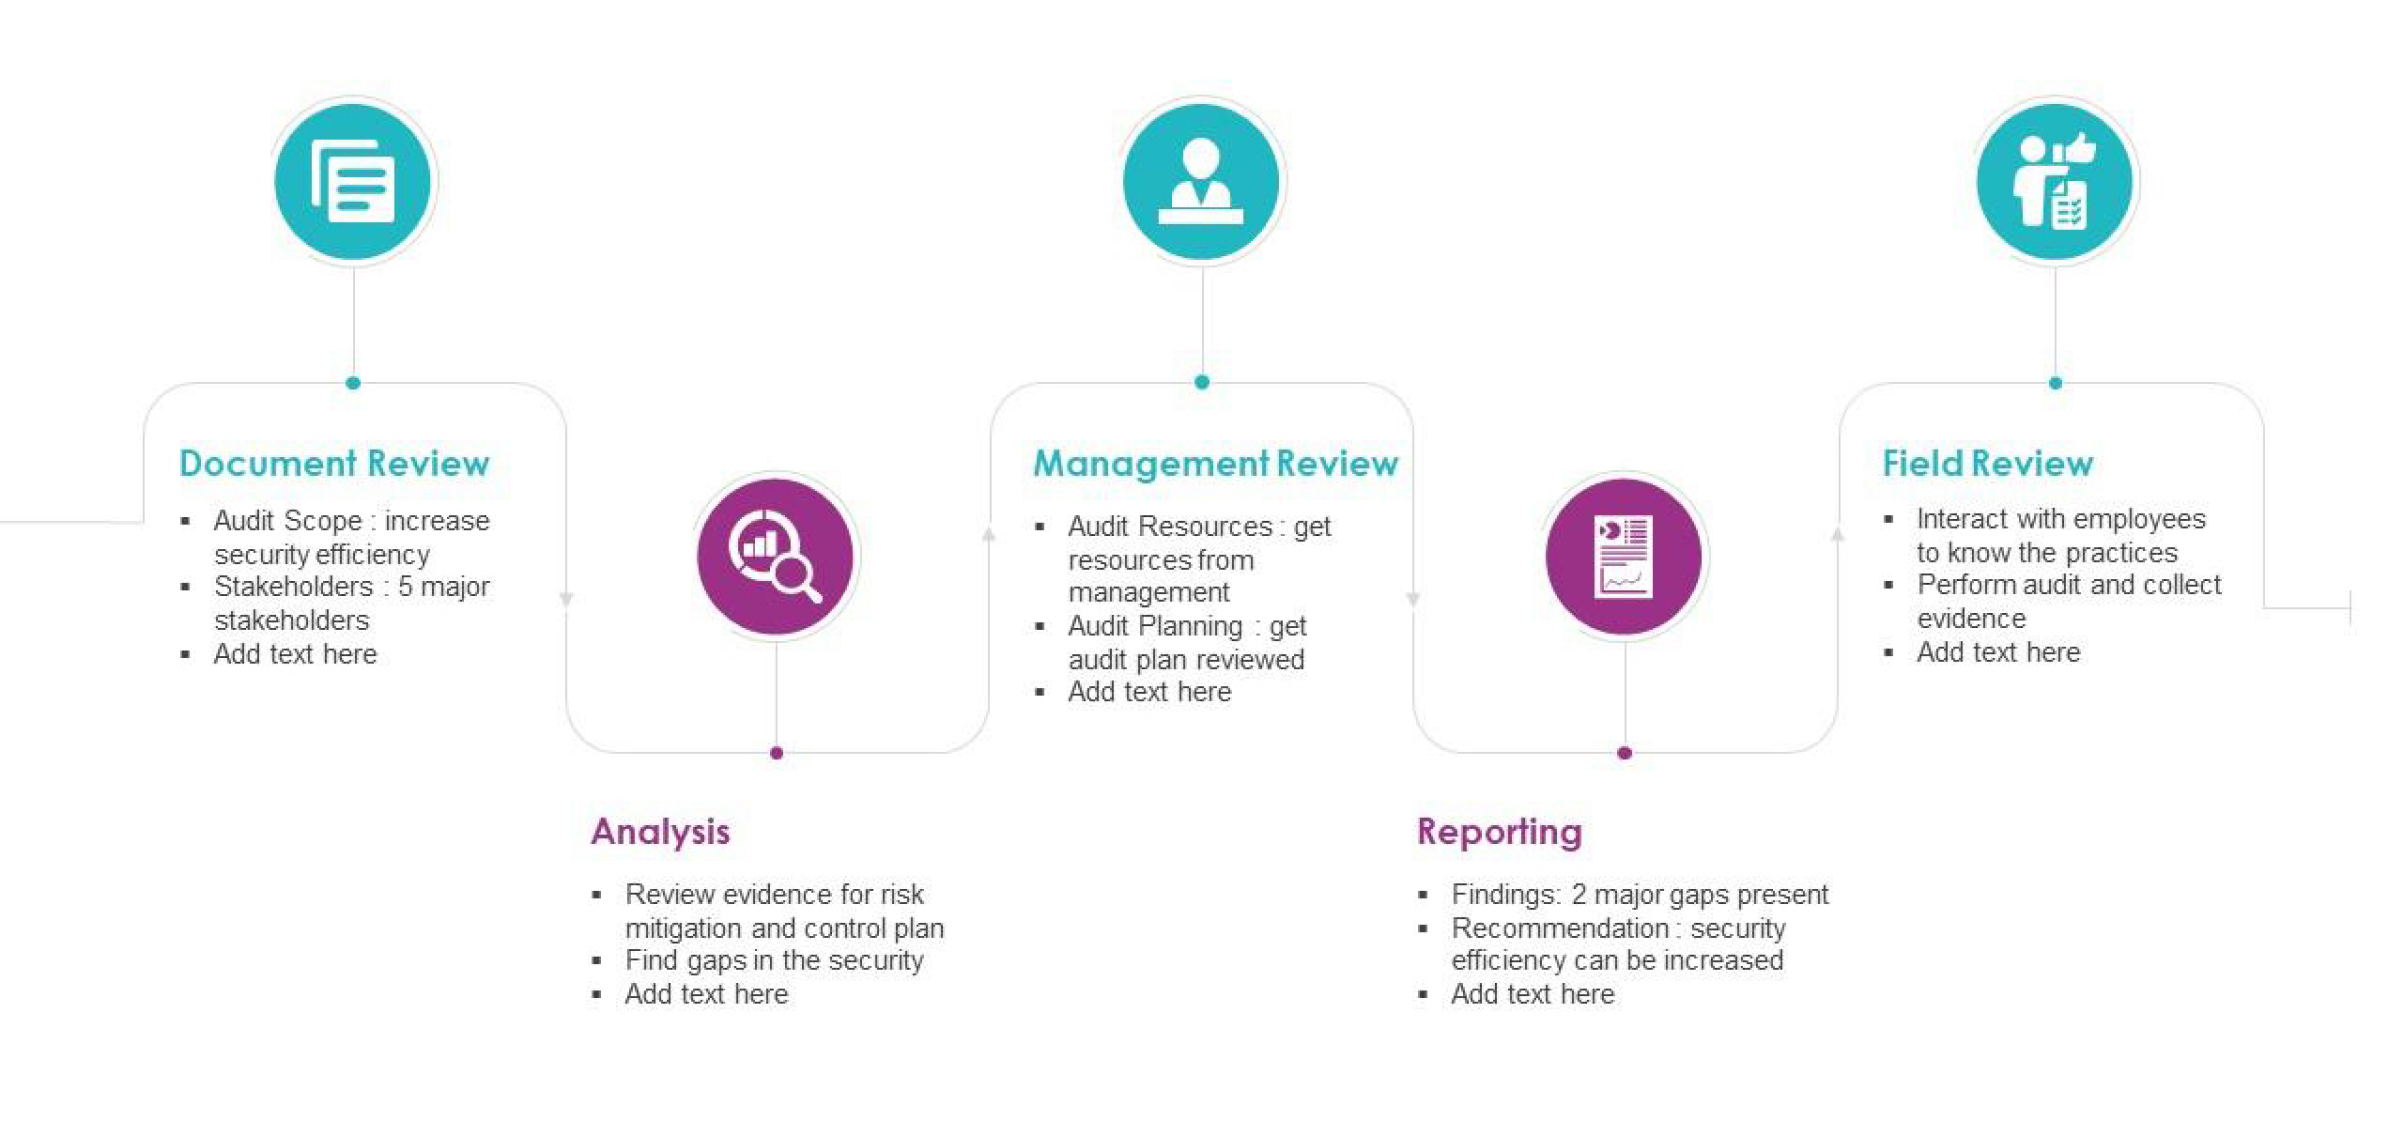 Document Review
Audit Scope : increase
security efficiency
Stakeholders : 5 major
stakeholders
Add text here
Analysis
Review evidence for risk
mitigation and control plan
Find gaps in the security
Add text here
Management Review
Audit Resources : get
resources from
management
Audit Planning : get
audit plan reviewed
Add text here
Reporting
Findings: 2 major gaps present
Recommendation : security
efficiency can be increased
Add text here
Field Review
Interact with employees
to know the practices
Perform audit and collect
evidence
Add text here